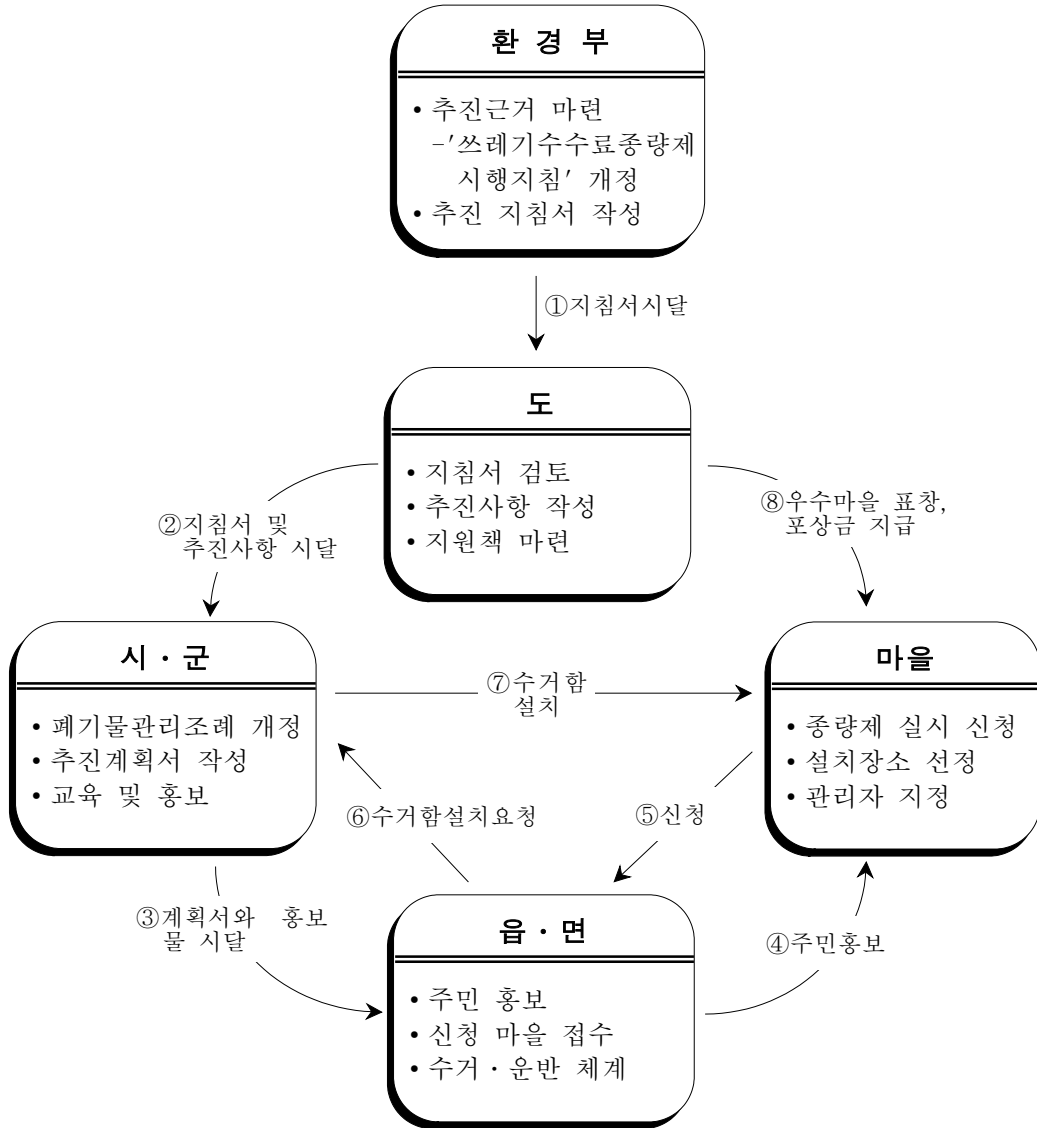 환 경 부
• 추진근거 마련
-'쓰레기수수료종량제
시행지침' 개정
• 추진 지침서 작성
①지침서시달
도
• 지침서 검토
• 추진사항 작성
• 지원책 마련
②지침서 및
추진사항 시달
⑧우수마을 표창,
포상금 지급
시 · 군
• 폐기물관리조례 개정
• 추진계획서 작성
• 교육 및 홍보
⑦수거함
설치
마을
• 종량제 실시 신청
• 설치장소 선정
• 관리자 지정
⑥수거함설치요청
⑤신청
③계획서와 홍보
물 시달
④주민홍보
읍 · 면
• 주민 홍보
• 신청 마을 접수
• 수거 · 운반 체계